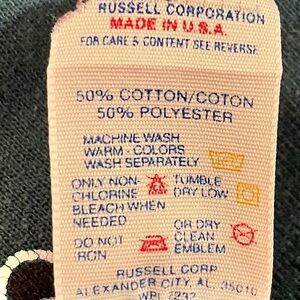 RUSSELL CORPORATION
MADE IN U.S.A.
FOR CARE & CONTENT SEE REVERSE
50% COTTON/COTON
50% POLYESTER
MACHINE WASH
WARM - COLORS
WASH SEPARATELY
ONLY NON- TUMBLE
CHLORINE DRY LOW
BLEACH WHEN
NEEDED OR DRY
DO NOT CLEAN
IRON EMBLEM
RUSSELL CORP
ALEXANDER CITY, AL. 35010
WPL 7232